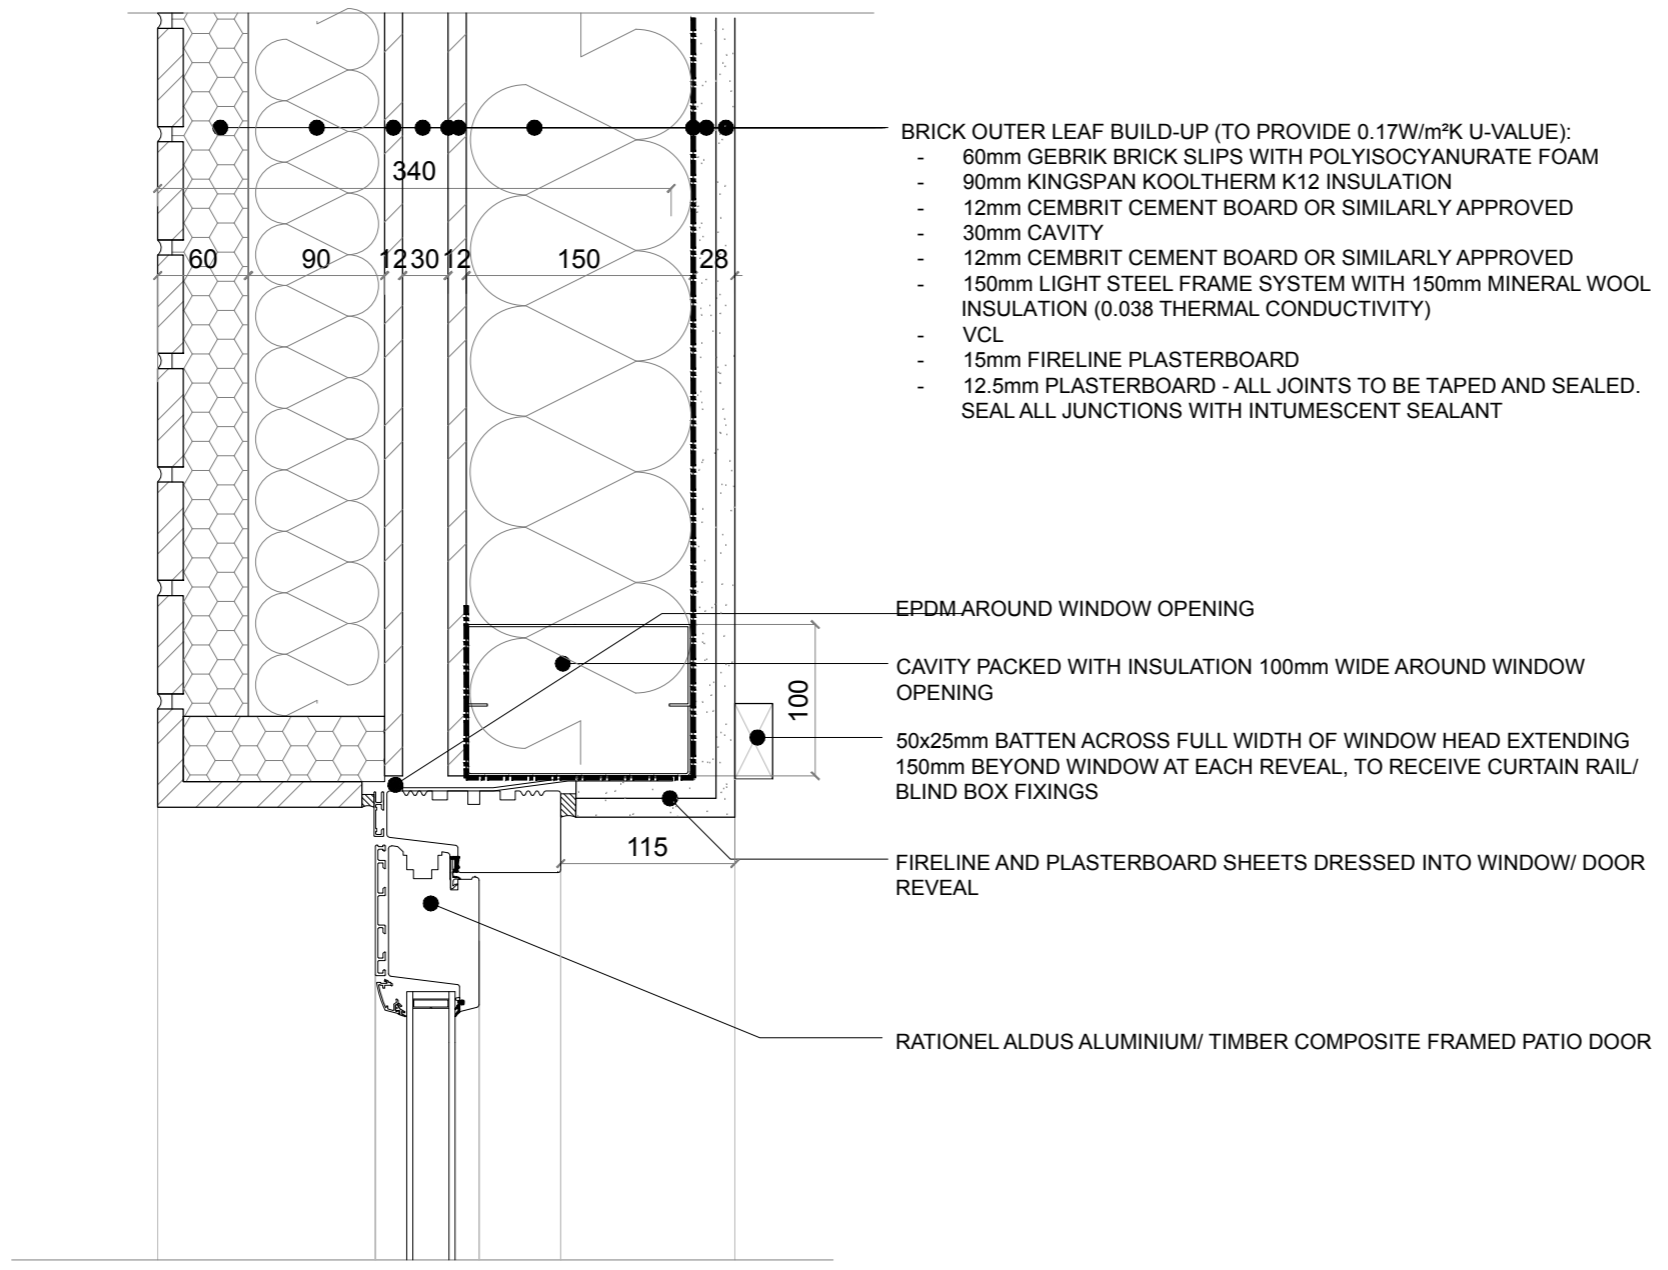 BRICK OUTER LEAF BUILD-UP (TO PROVIDE 0.17W/m²K U-VALUE):
- 60mm GEBRIK BRICK SLIPS WITH POLYISOCYANURATE FOAM
- 90mm KINGSPAN KOOLTHERM K12 INSULATION
- 12mm CEMBRIT CEMENT BOARD OR SIMILARLY APPROVED
- 30mm CAVITY
- 12mm CEMBRIT CEMENT BOARD OR SIMILARLY APPROVED
- 150mm LIGHT STEEL FRAME SYSTEM WITH 150mm MINERAL WOOL
INSULATION (0.038 THERMAL CONDUCTIVITY)
- VCL
- 15mm FIRELINE PLASTERBOARD
- 12.5mm PLASTERBOARD - ALL JOINTS TO BE TAPED AND SEALED.
SEAL ALL JUNCTIONS WITH INTUMESCENT SEALANT
340
60 90 12 30 12 150 28
EPDM AROUND WINDOW OPENING
CAVITY PACKED WITH INSULATION 100mm WIDE AROUND WINDOW
OPENING
100
50x25mm BATTEN ACROSS FULL WIDTH OF WINDOW HEAD EXTENDING
150mm BEYOND WINDOW AT EACH REVEAL, TO RECEIVE CURTAIN RAIL/
BLIND BOX FIXINGS
115
FIRELINE AND PLASTERBOARD SHEETS DRESSED INTO WINDOW/ DOOR
REVEAL
RATIONEL ALDUS ALUMINIUM/ TIMBER COMPOSITE FRAMED PATIO DOOR